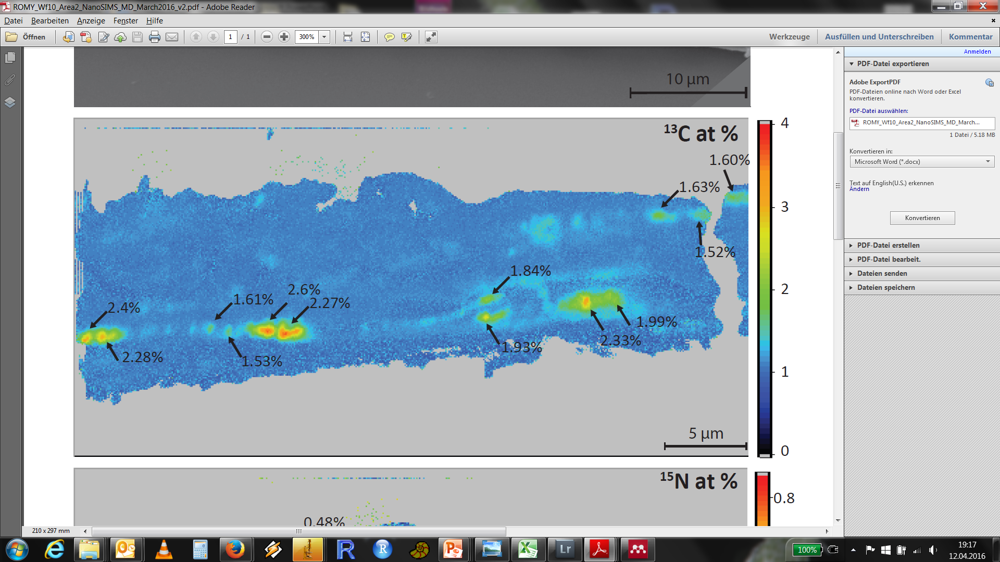 ROMY_Wf10_Area2_NanoSIMS_MD_March2016_v2.pdf - Adobe Reader
Datei Bearbeiten Anzeige Fenster Hilfe
Öffnen 1 / 1 300% Werkzeuge Ausfüllen und Unterschreiben Kommentar
Anmelden
PDF-Datei exportieren
Adobe ExportPDF
PDF-Dateien online nach Word oder Excel
konvertieren.
PDF-Datei auswählen:
ROMY_Wf10_Area2_NanoSIMS_MD_March...
1 Datei / 5.18 MB
Konvertieren in:
Microsoft Word (*.docx)
Text auf English(U.S.) erkennen
Ändern
Konvertieren
PDF-Datei erstellen
PDF-Datei bearbeit.
Dateien senden
Dateien speichern
10 µm
¹³C at %
4
3
2
1
0
1.60%
1.63%
1.52%
1.84%
2.6%
1.61%
2.27%
2.4%
1.99%
2.33%
1.93%
2.28%
1.53%
5 µm
¹⁵N at %
0.8
0.48%
210 x 297 mm
Lr
100%
19:17
12.04.2016